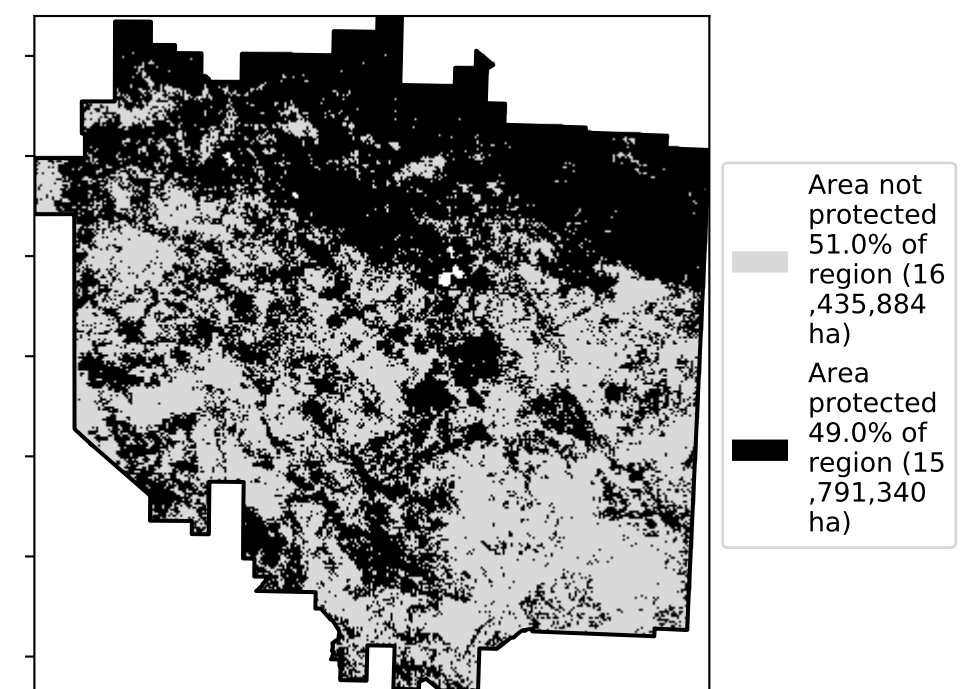 Area not
protected
51.0% of
region (16
,435,884
ha)
Area
protected
49.0% of
region (15
,791,340
ha)